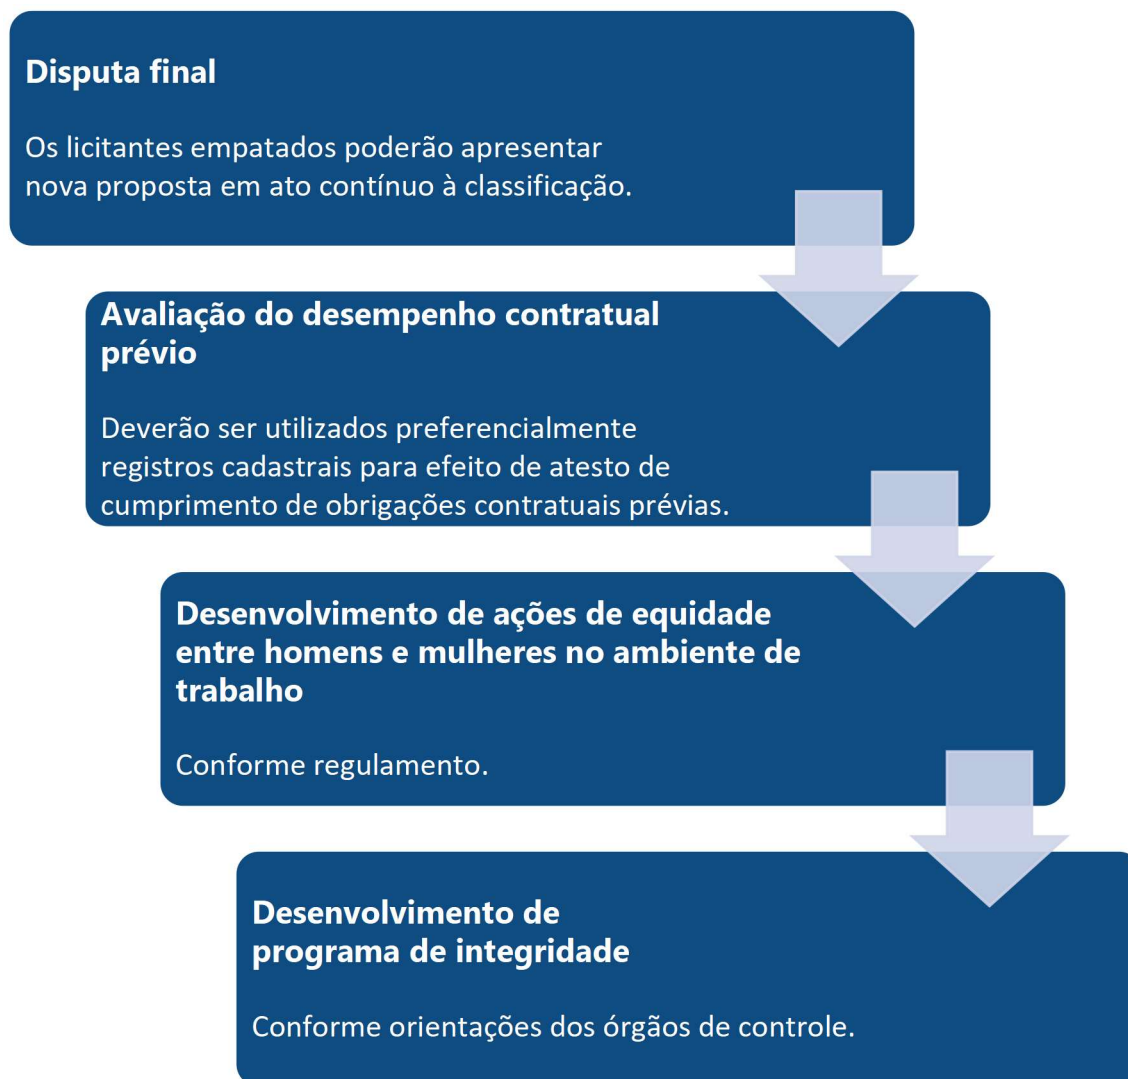 Disputa final
Os licitantes empatados poderão apresentar
nova proposta em ato contínuo à classificação.
Avaliação do desempenho contratual
prévio
Deverão ser utilizados preferencialmente
registros cadastrais para efeito de atesto de
cumprimento de obrigações contratuais prévias.
Desenvolvimento de ações de equidade
entre homens e mulheres no ambiente de
trabalho
Conforme regulamento.
Desenvolvimento de
programa de integridade
Conforme orientações dos órgãos de controle.